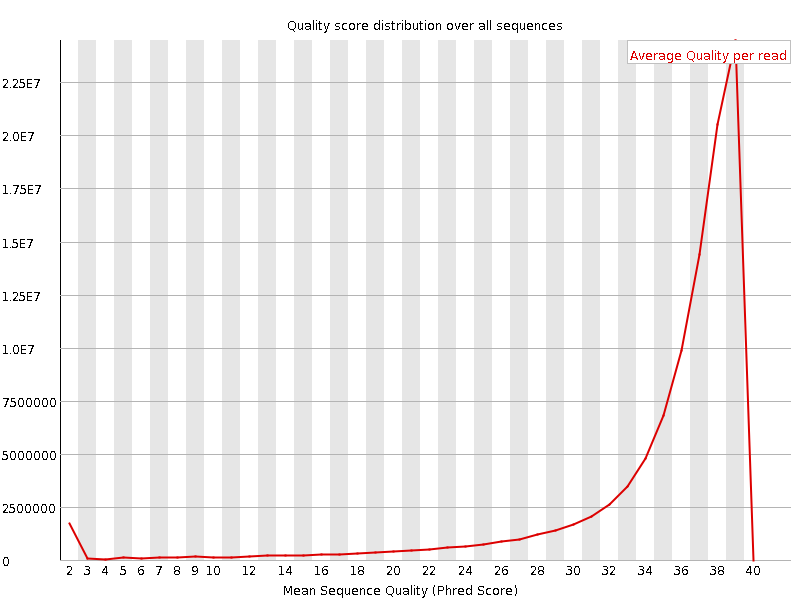 Quality score distribution over all sequences
Average Quality per read
2.25E7
2.0E7
1.75E7
1.5E7
1.25E7
1.0E7
7500000
5000000
2500000
0
2 3 4 5 6 7 8 9 10 12 14 16 18 20 22 24 26 28 30 32 34 36 38 40
Mean Sequence Quality (Phred Score)